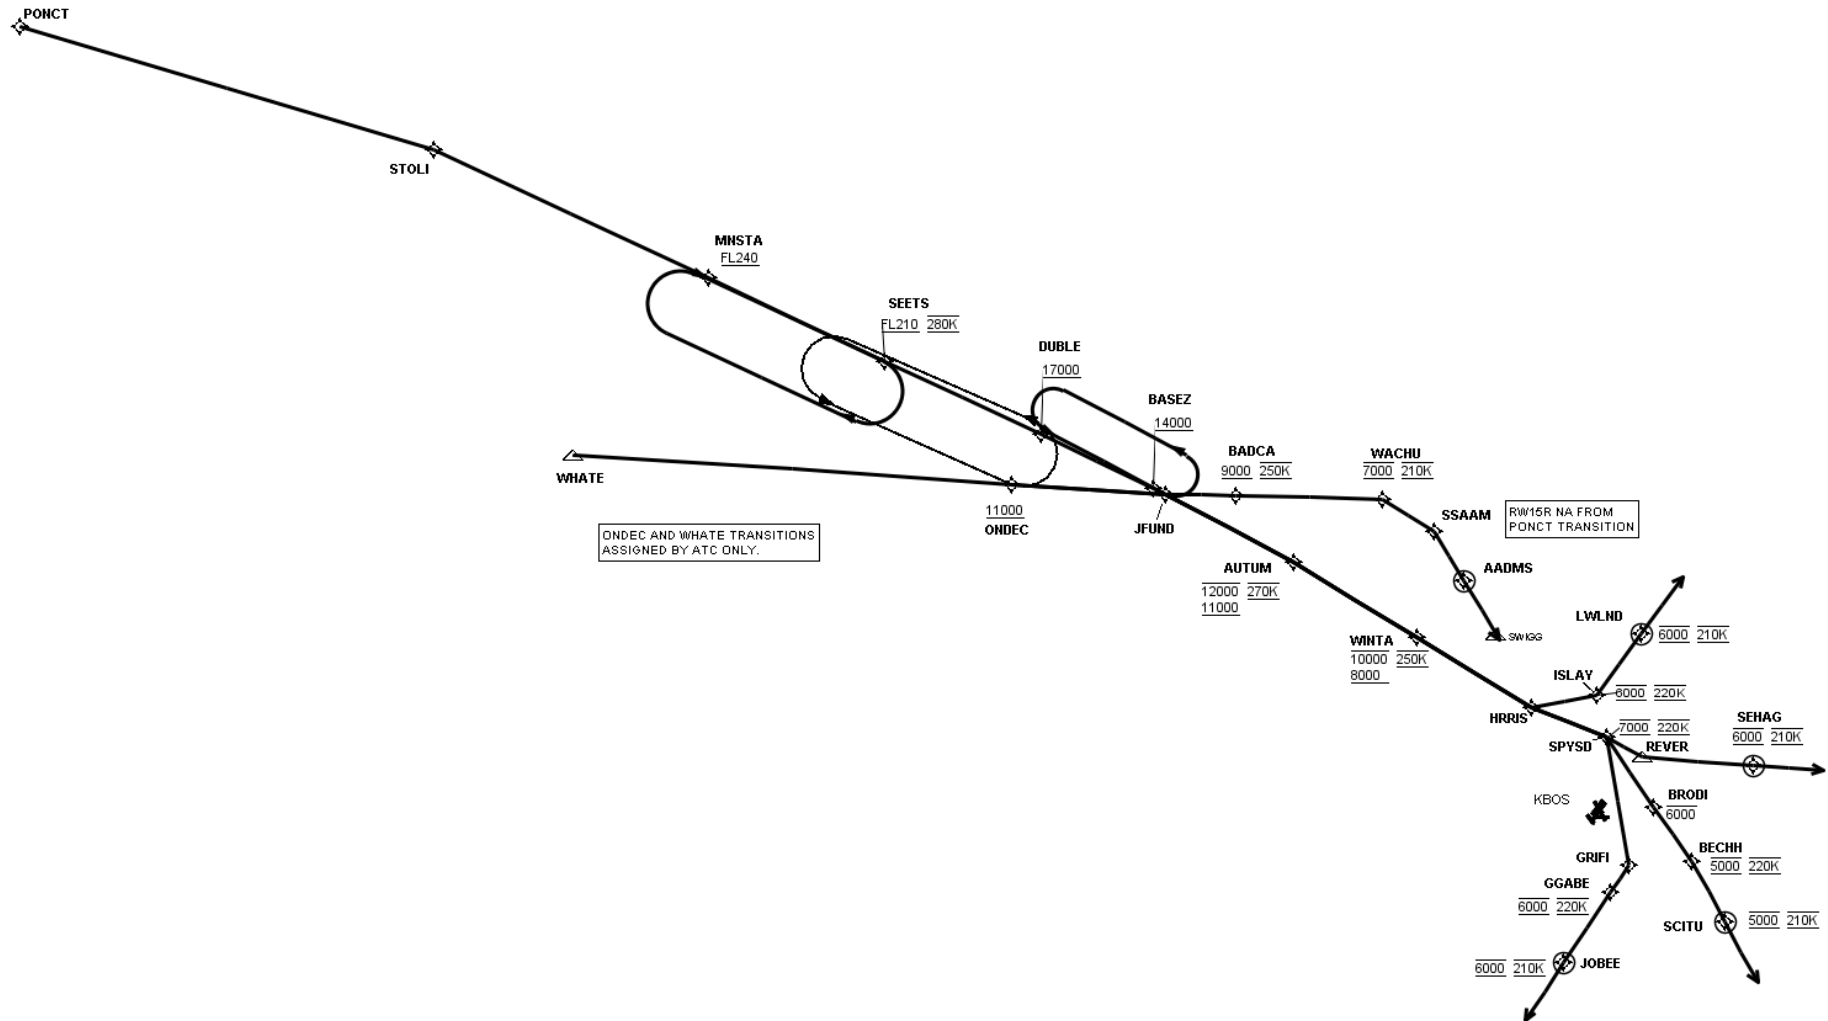 PONCT
STOLI
MNSTA
FL240
SEETS
FL210 280K
DUBLE
17000
BASEZ
14000
BADCA
9000 250K
WACHU
7000 210K
WHATE
11000
ONDEC
JFUND
SSAAM
RW15R NA FROM
PONCT TRANSITION
ONDEC AND WHATE TRANSITIONS
ASSIGNED BY ATC ONLY.
AUTUM
12000 270K
11000
AADMS
SWIGG
LWLND
6000 210K
WINTA
10000 250K
8000
ISLAY
6000 220K
HRRIS
SPYSD
7000 220K
REVER
SEHAG
6000 210K
KBOS
BRODI
6000
GRIFI
BECHH
5000 220K
GGABE
6000 220K
SCITU
5000 210K
JOBEE
6000 210K